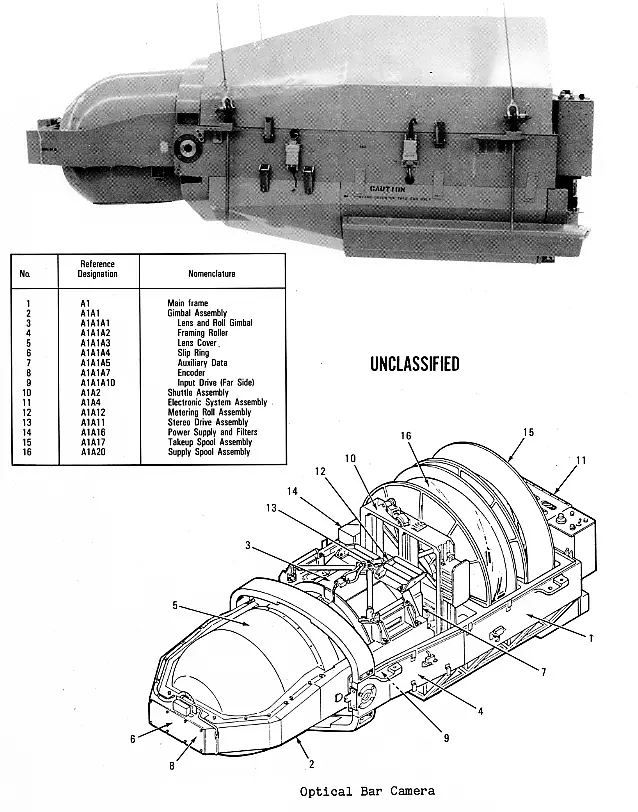 CAUTION
No. Reference Designation Nomenclature
1 A1 Main frame
2 A1A1 Gimbal Assembly
3 A1A1A1 Lens and Roll Gimbal
4 A1A1A2 Framing Roller
5 A1A1A3 Lens Cover
6 A1A1A4 Slip Ring
7 A1A1A5 Auxiliary Data
8 A1A1A7 Encoder
9 A1A1A10 Input Drive (Far Side)
10 A1A2 Shuttle Assembly
11 A1A4 Electronic System Assembly
12 A1A12 Metering Roll Assembly
13 A1A11 Stereo Drive Assembly
14 A1A16 Power Supply and Filters
15 A1A17 Takeup Spool Assembly
16 A1A20 Supply Spool Assembly
UNCLASSIFIED
16
15
10
11
12
14
13
3
5
1
7
4
6
9
8
2
Optical Bar Camera